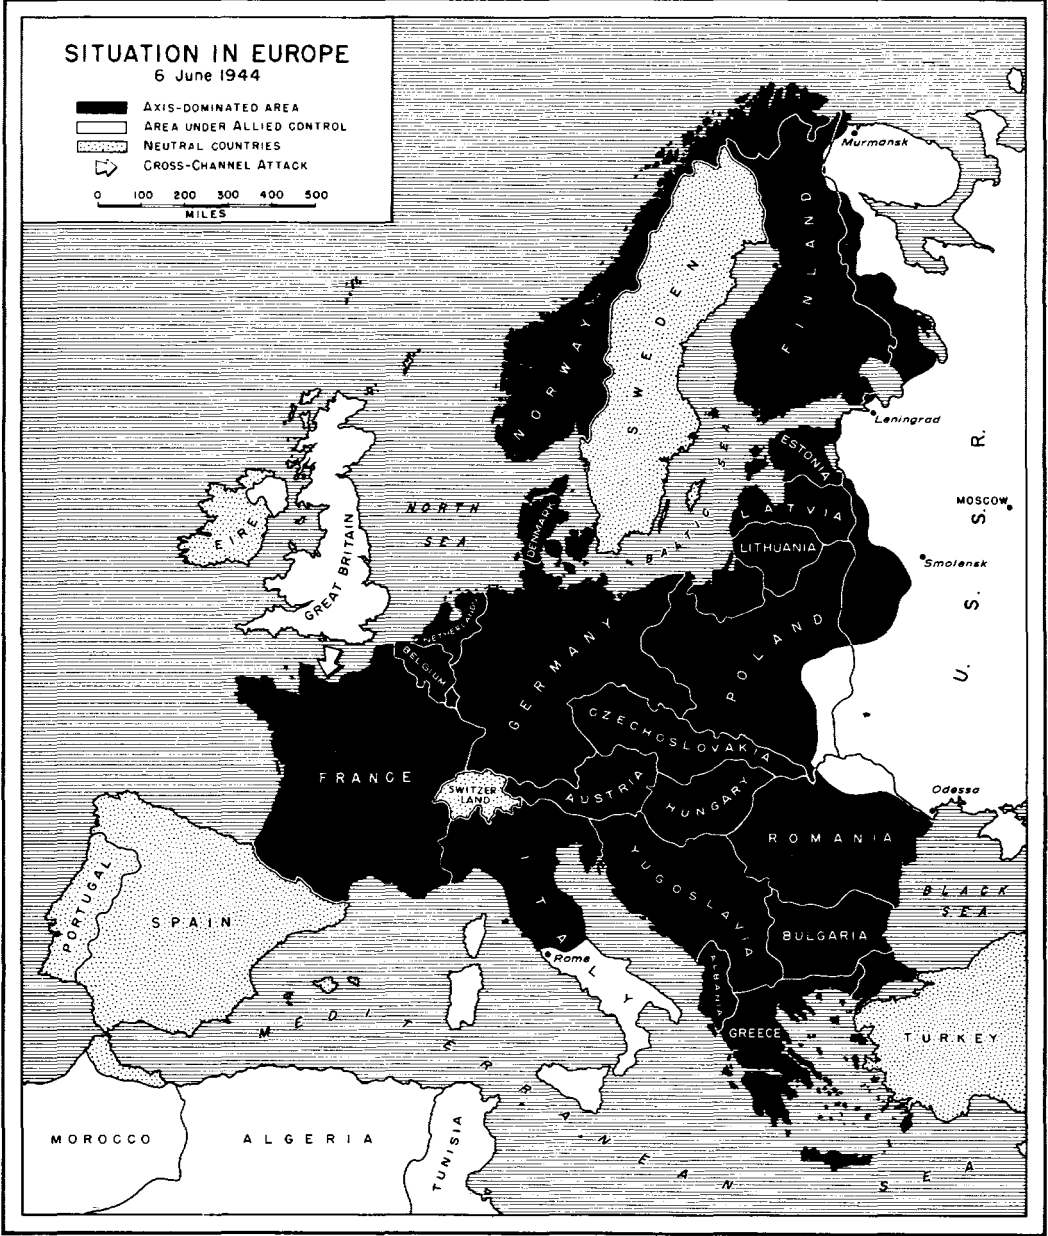 SITUATION IN EUROPE
6 June 1944
AXIS-DOMINATED AREA
AREA UNDER ALLIED CONTROL
NEUTRAL COUNTRIES
CROSS-CHANNEL ATTACK
0 100 200 300 400 500
MILES
Murmansk
FINLAND
SWEDEN
NORWAY
Leningrad
ESTONIA
U. S. S. R.
MOSCOW
NORTH
SEA
BALTIC SEA
LATVIA
EIRE
DENMARK
LITHUANIA
Smolensk
GREAT BRITAIN
NETHERLANDS
BELGIUM
GERMANY
POLAND
CZECHOSLOVAKIA
FRANCE
SWITZER
LAND
AUSTRIA
HUNGARY
Odessa
ROMANIA
ITALY
YUGOSLAVIA
BLACK
SEA
PORTUGAL
SPAIN
BULGARIA
Rome
ALBANIA
MEDITERRANEAN SEA
GREECE
TURKEY
MOROCCO
ALGERIA
TUNISIA